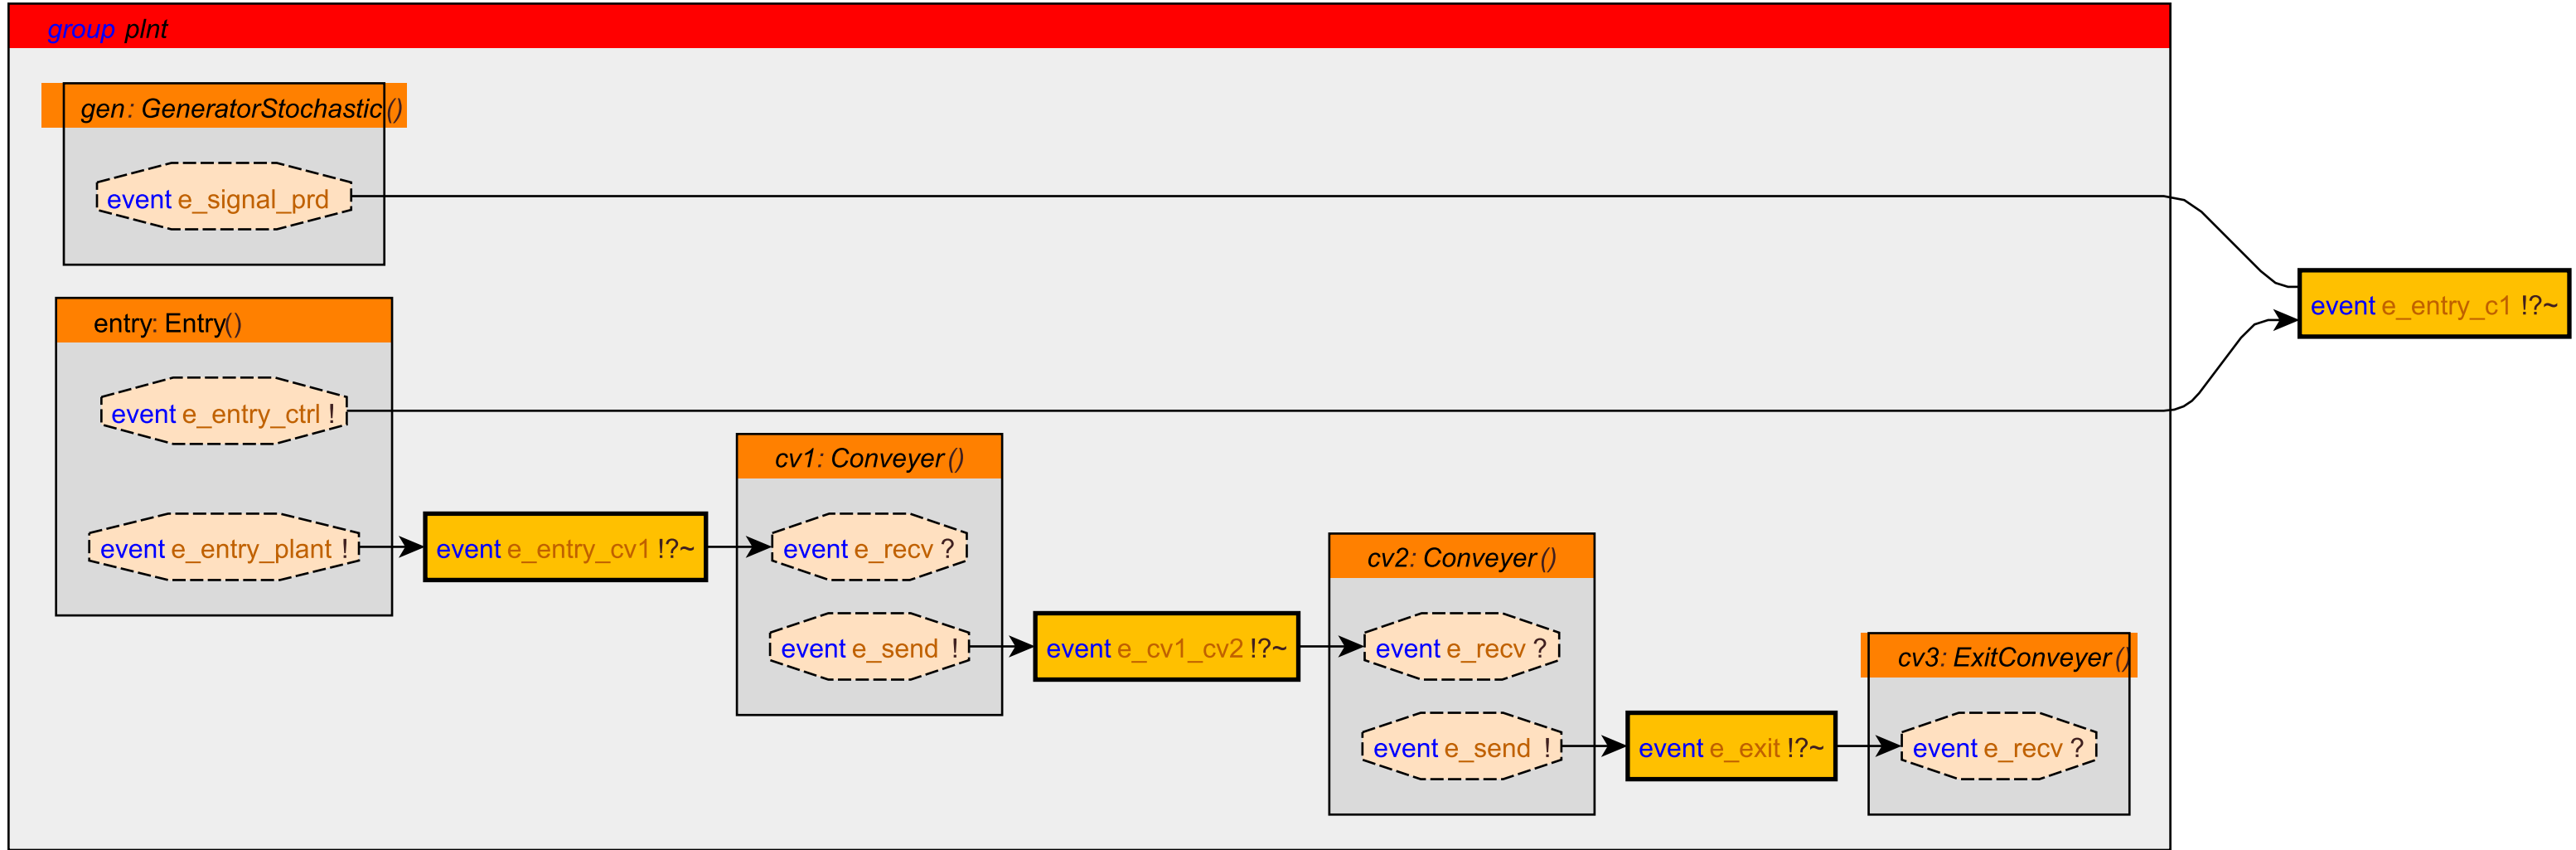 group plnt
gen: GeneratorStochastic()
event e_signal_prd
event e_entry_c1 !?~
entry: Entry()
event e_entry_ctrl !
event e_entry_plant !
event e_entry_cv1 !?~
cv1: Conveyer()
event e_recv ?
event e_send !
event e_cv1_cv2 !?~
cv2: Conveyer()
event e_recv ?
event e_send !
event e_exit !?~
cv3: ExitConveyer()
event e_recv ?